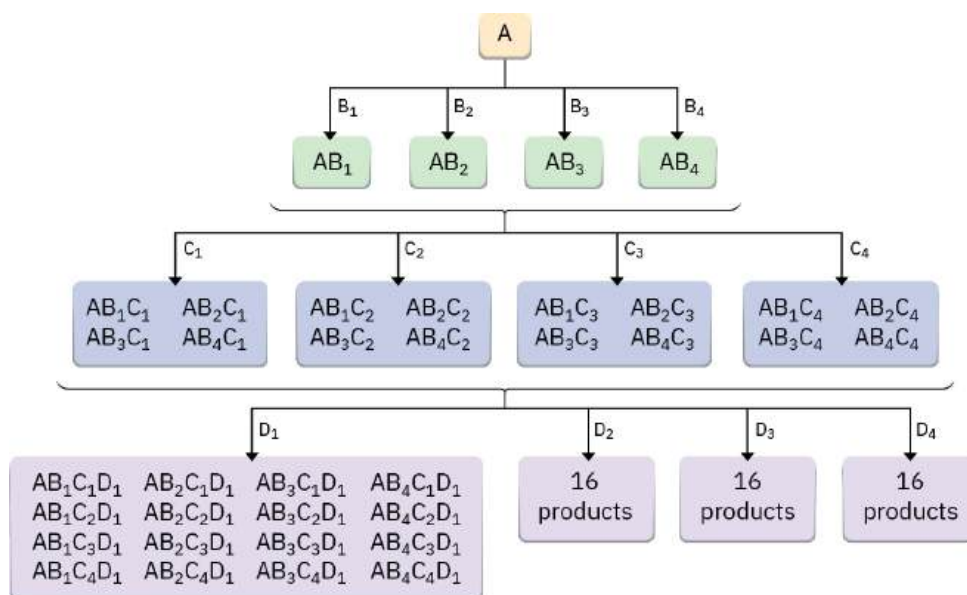 A
B₁ B₂ B₃ B₄
AB₁ AB₂ AB₃ AB₄
C₁ C₂ C₃ C₄
AB₁C₁ AB₂C₁ AB₁C₂ AB₂C₂ AB₁C₃ AB₂C₃ AB₁C₄ AB₂C₄
AB₃C₁ AB₄C₁ AB₃C₂ AB₄C₂ AB₃C₃ AB₄C₃ AB₃C₄ AB₄C₄
D₁ D₂ D₃ D₄
AB₁C₁D₁ AB₂C₁D₁ AB₃C₁D₁ AB₄C₁D₁
AB₁C₂D₁ AB₂C₂D₁ AB₃C₂D₁ AB₄C₂D₁
AB₁C₃D₁ AB₂C₃D₁ AB₃C₃D₁ AB₄C₃D₁
AB₁C₄D₁ AB₂C₄D₁ AB₃C₄D₁ AB₄C₄D₁
16 16 16
products products products